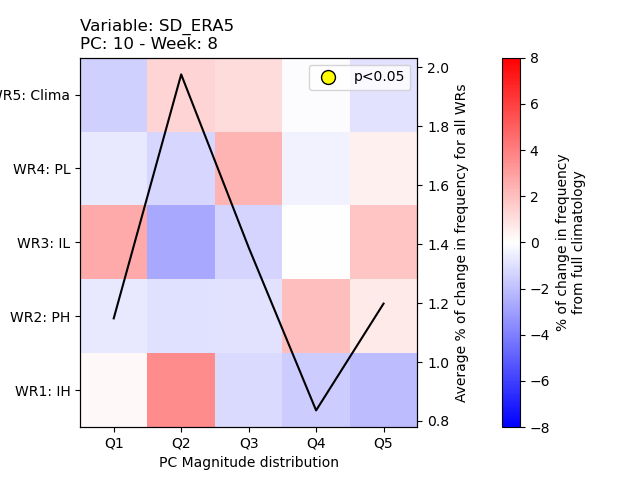 Variable: SD_ERA5
PC: 10 - Week: 8
p<0.05
WR5: Clima
WR4: PL
WR3: IL
WR2: PH
WR1: IH
Q1 Q2 Q3 Q4 Q5
PC Magnitude distribution
2.0
1.8
1.6
1.4
1.2
1.0
0.8
Average % of change in frequency for all WRs
8
6
4
2
0
−2
−4
−6
−8
% of change in frequency
from full climatology